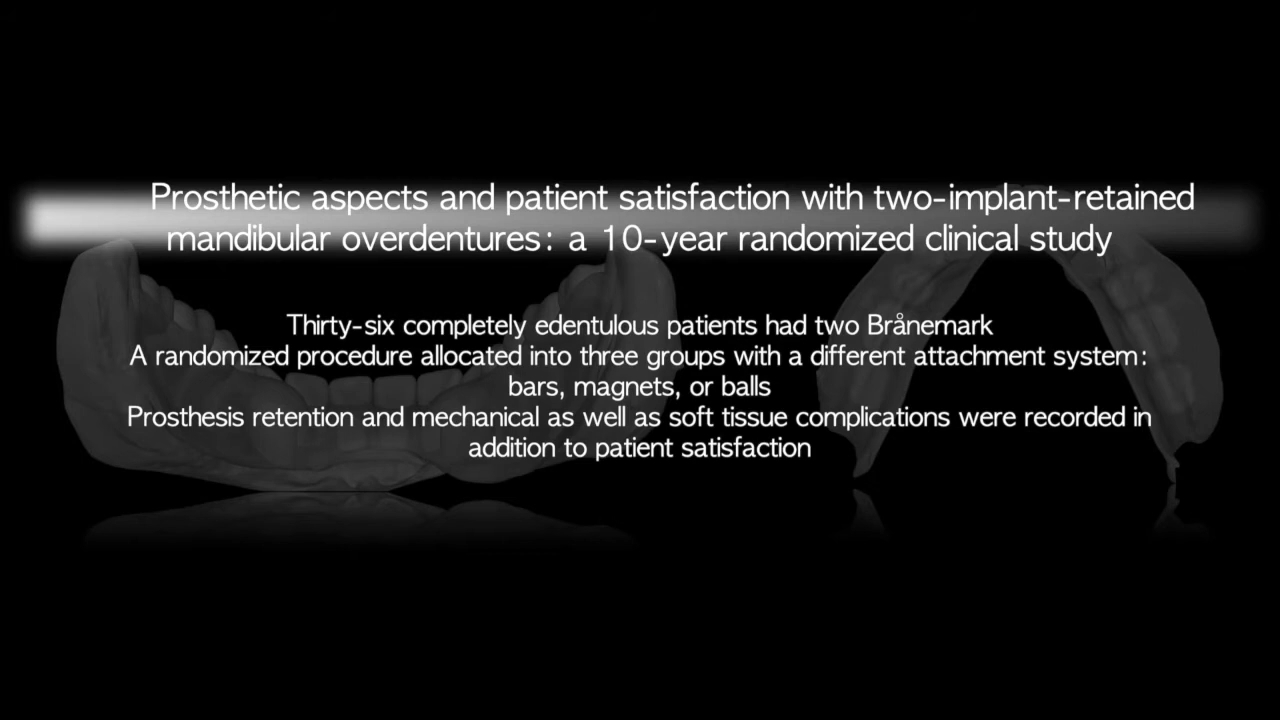 Prosthetic aspects and patient satisfaction with two-implant-retained
mandibular overdentures: a 10-year randomized clinical study
Thirty-six completely edentulous patients had two Brånemark
A randomized procedure allocated into three groups with a different attachment system:
bars, magnets, or balls
Prosthesis retention and mechanical as well as soft tissue complications were recorded in
addition to patient satisfaction